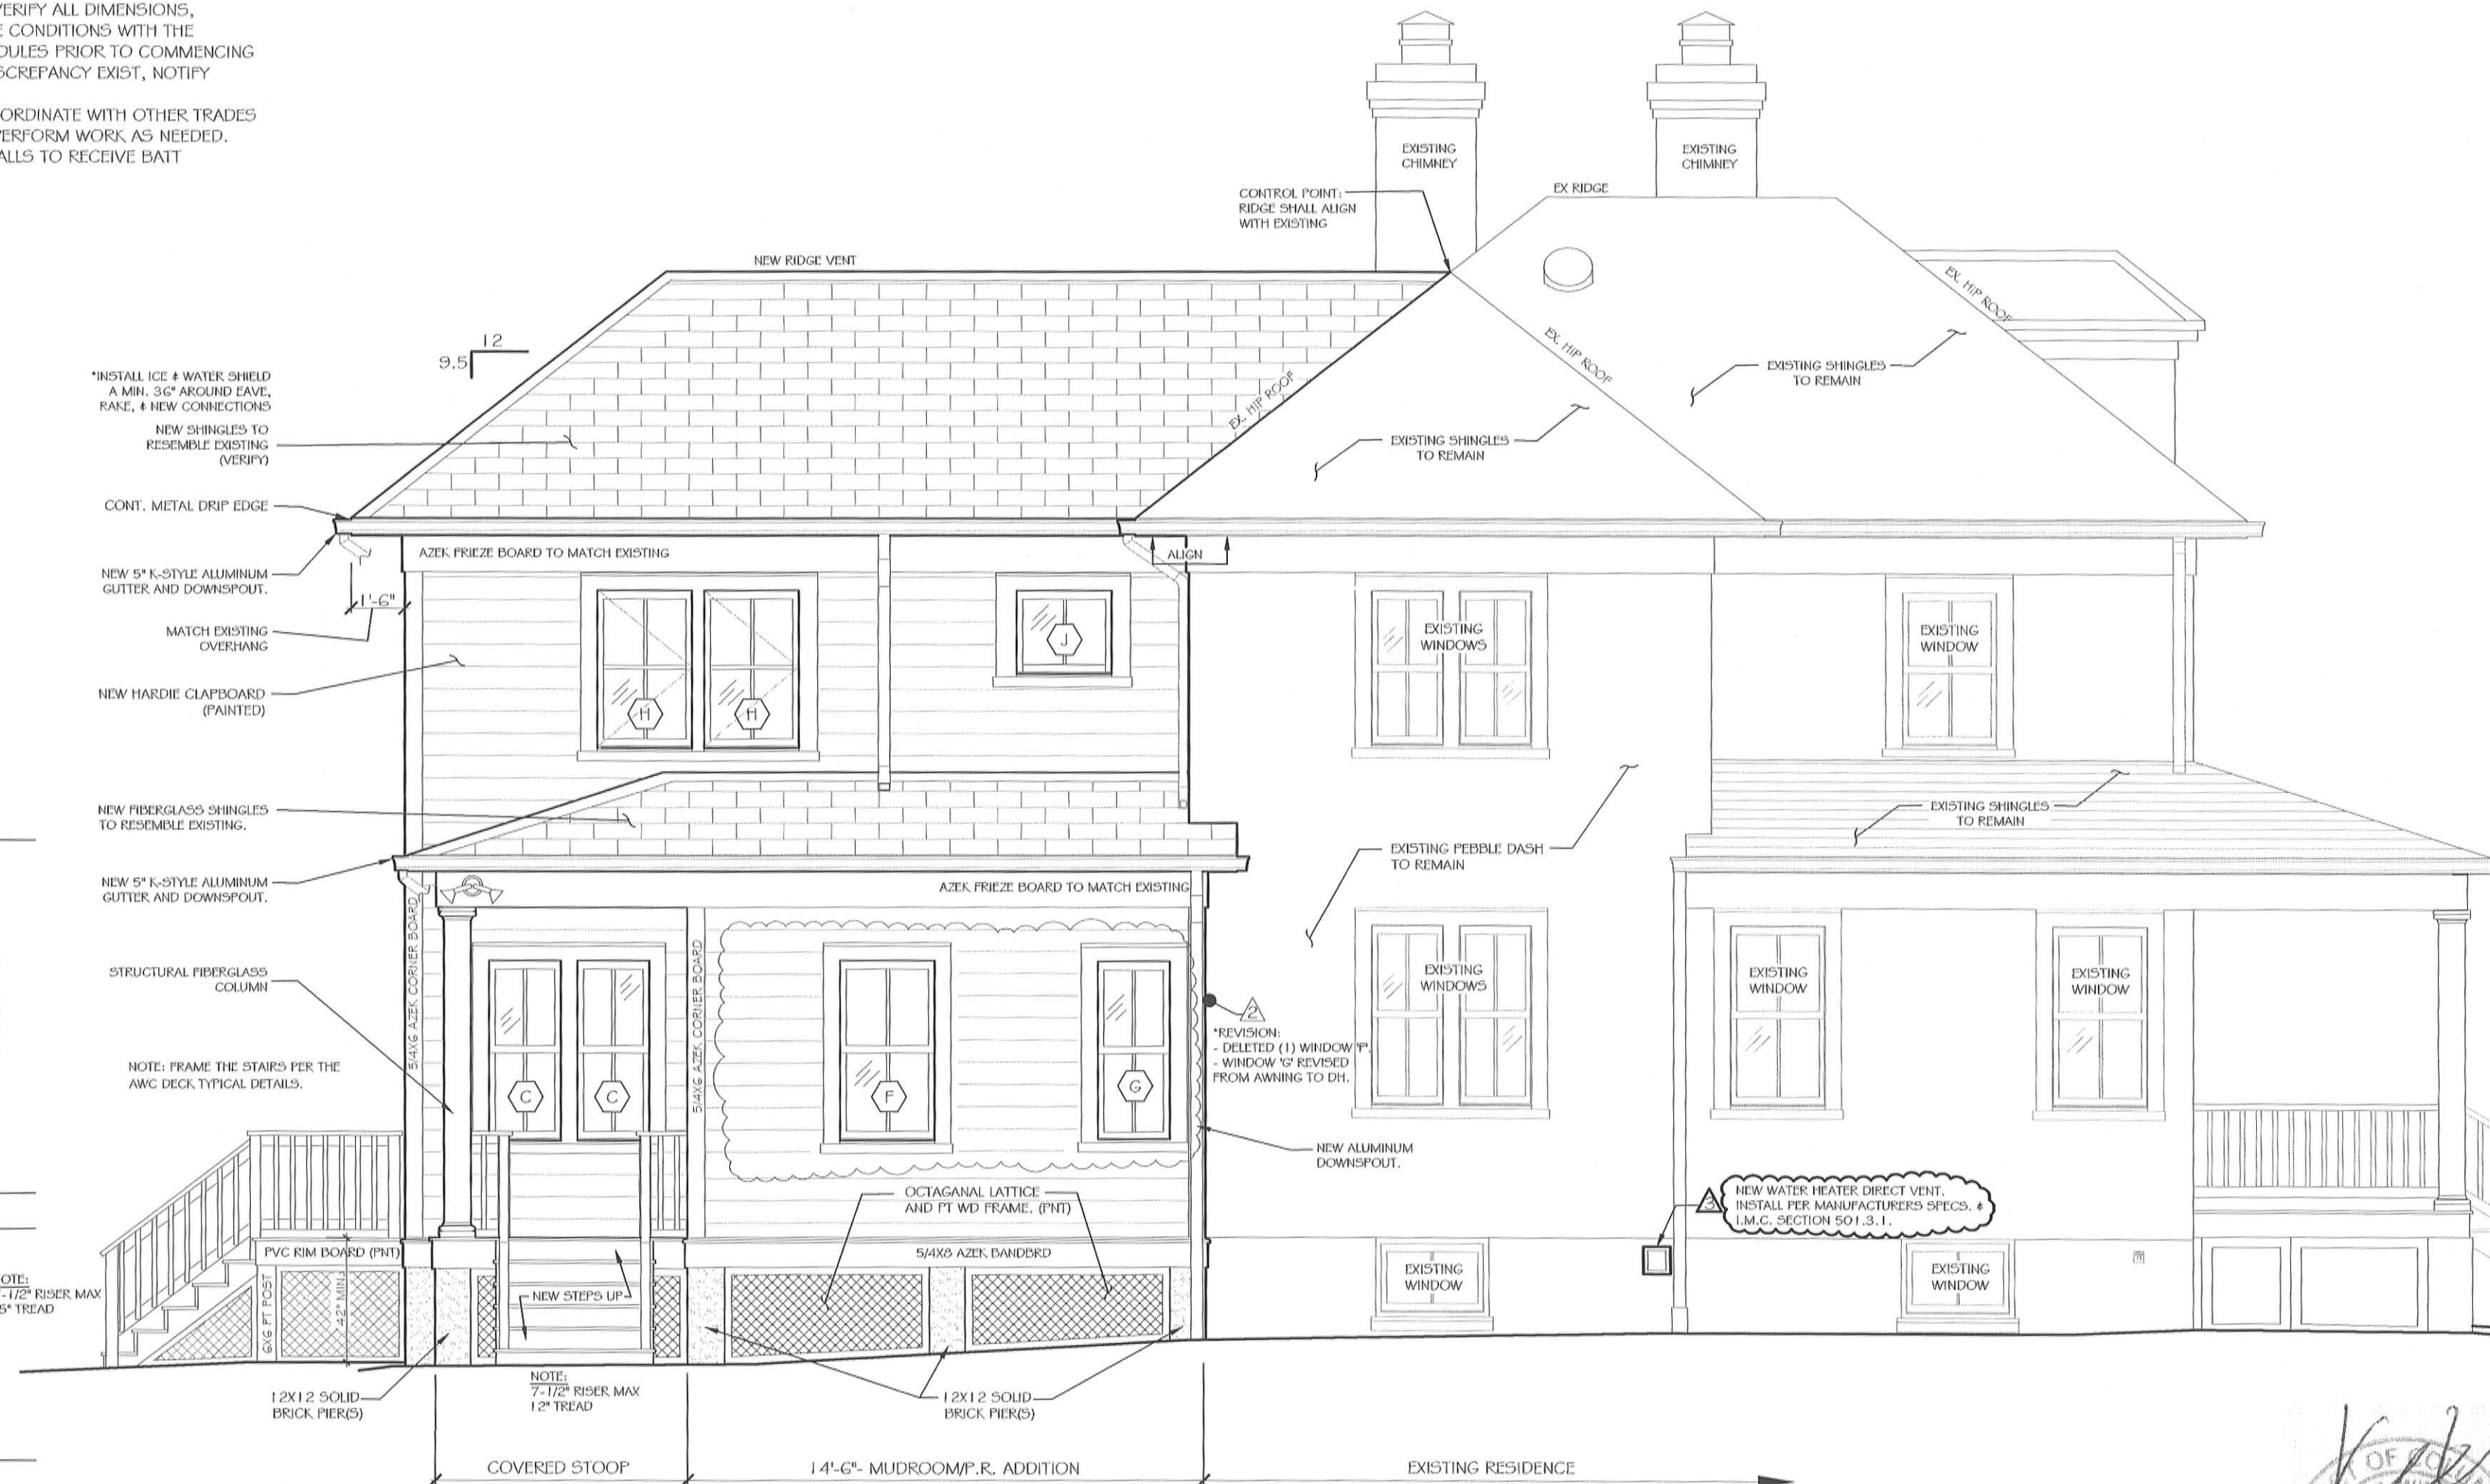 VERIFY ALL DIMENSIONS,
CONDITIONS WITH THE
PRIOR TO COMMENCING
EXIST, NOTIFY
WITH OTHER TRADES
PERFORM WORK AS NEEDED.
TO RECEIVE BATT
EXISTING
CHIMNEY
EXISTING
CHIMNEY
CONTROL POINT:
RIDGE SHALL ALIGN
WITH EXISTING
EX RIDGE
NEW RIDGE VENT
12
9.5
EX. HIP ROOF
EX. HIP ROOF
EX. HIP ROOF
EXISTING SHINGLES
TO REMAIN
EXISTING SHINGLES
TO REMAIN
*INSTALL ICE & WATER SHIELD
A MIN. 36" AROUND EAVE,
RAKE, & NEW CONNECTIONS
NEW SHINGLES TO
RESEMBLE EXISTING
(VERIFY)
CONT. METAL DRIP EDGE
AZEK FRIEZE BOARD TO MATCH EXISTING
ALIGN
NEW 5" K-STYLE ALUMINUM
GUTTER AND DOWNSPOUT.
1'-6"
MATCH EXISTING
OVERHANG
NEW HARDIE CLAPBOARD
(PAINTED)
H
H
J
EXISTING
WINDOWS
EXISTING
WINDOW
NEW FIBERGLASS SHINGLES
TO RESEMBLE EXISTING.
EXISTING SHINGLES
TO REMAIN
EXISTING PEBBLE DASH
TO REMAIN
NEW 5" K-STYLE ALUMINUM
GUTTER AND DOWNSPOUT.
AZEK FRIEZE BOARD TO MATCH EXISTING
5/4X6 AZEK CORNER BOARD
5/4X6 AZEK CORNER BOARD
STRUCTURAL FIBERGLASS
COLUMN
EXISTING
WINDOWS
EXISTING
WINDOW
EXISTING
WINDOW
2
*REVISION:
- DELETED (1) WINDOW 'F'.
- WINDOW 'G' REVISED
FROM AWNING TO DH.
NOTE: FRAME THE STAIRS PER THE
AWC DECK TYPICAL DETAILS.
C
C
F
G
NEW ALUMINUM
DOWNSPOUT.
3
NEW WATER HEATER DIRECT VENT.
INSTALL PER MANUFACTURERS SPECS. &
I.M.C. SECTION 501.3.1.
OCTAGANAL LATTICE
AND PT WD FRAME. (PNT)
PVC RIM BOARD (PNT)
5/4X8 AZEK BANDBRD
6X6 PT POST
42" MIN.
NEW STEPS UP
EXISTING
WINDOW
EXISTING
WINDOW
RISER MAX
TREAD
12X12 SOLID
BRICK PIER(S)
NOTE:
7-1/2" RISER MAX
12" TREAD
12X12 SOLID
BRICK PIER(S)
COVERED STOOP
14'-6"- MUDROOM/P.R. ADDITION
EXISTING RESIDENCE